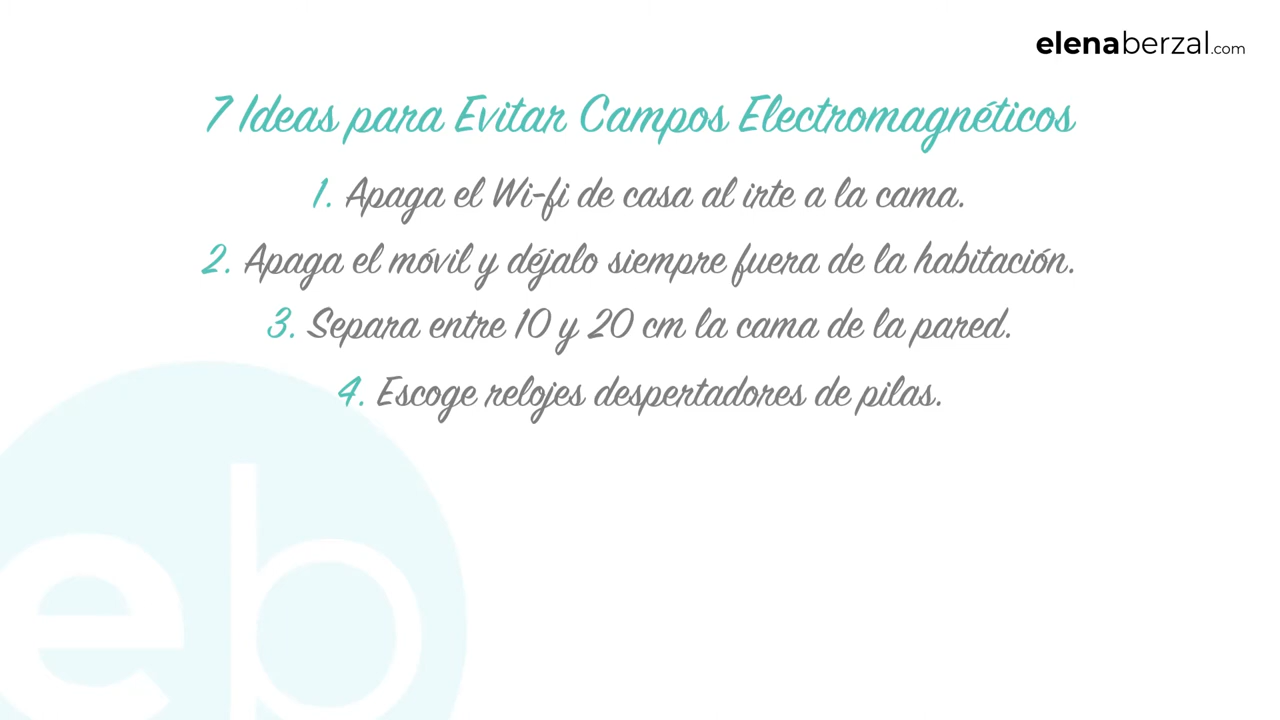 elenaberzal.com
7 Ideas para Evitar Campos Electromagnéticos
1. Apaga el Wi-fi de casa al irte a la cama.
2. Apaga el móvil y déjalo siempre fuera de la habitación.
3. Separa entre 10 y 20 cm la cama de la pared.
4. Escoge relojes despertadores de pilas.
eb